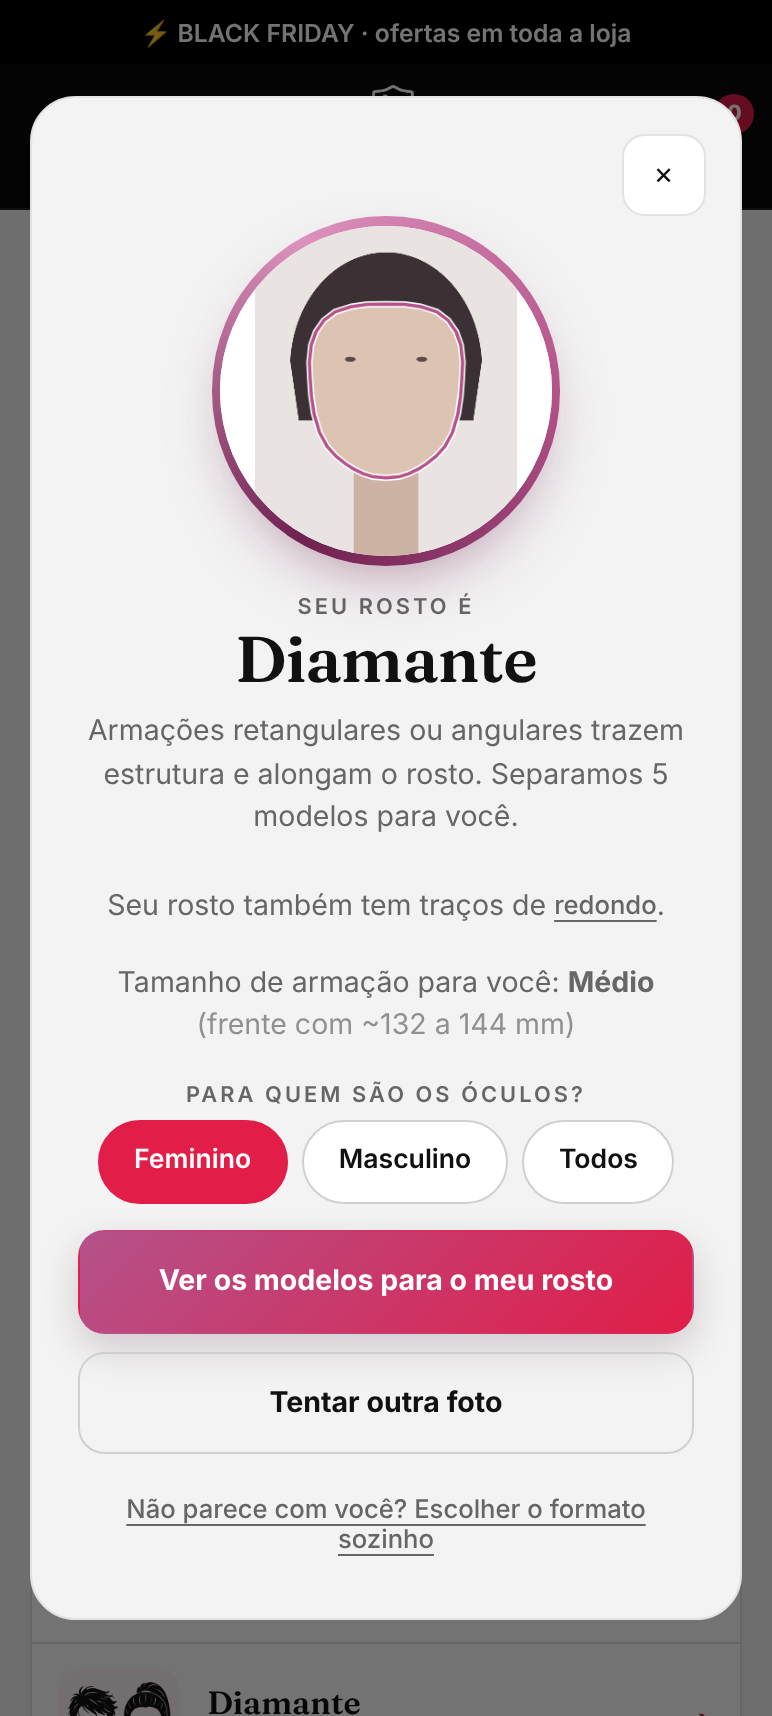 ⚡ BLACK FRIDAY · ofertas em toda a loja
0
×
SEU ROSTO É
Diamante
Armações retangulares ou angulares trazem
estrutura e alongam o rosto. Separamos 5
modelos para você.
Seu rosto também tem traços de redondo.
Tamanho de armação para você: Médio
(frente com ~132 a 144 mm)
PARA QUEM SÃO OS ÓCULOS?
Feminino
Masculino
Todos
Ver os modelos para o meu rosto
Tentar outra foto
Não parece com você? Escolher o formato
sozinho
Diamante